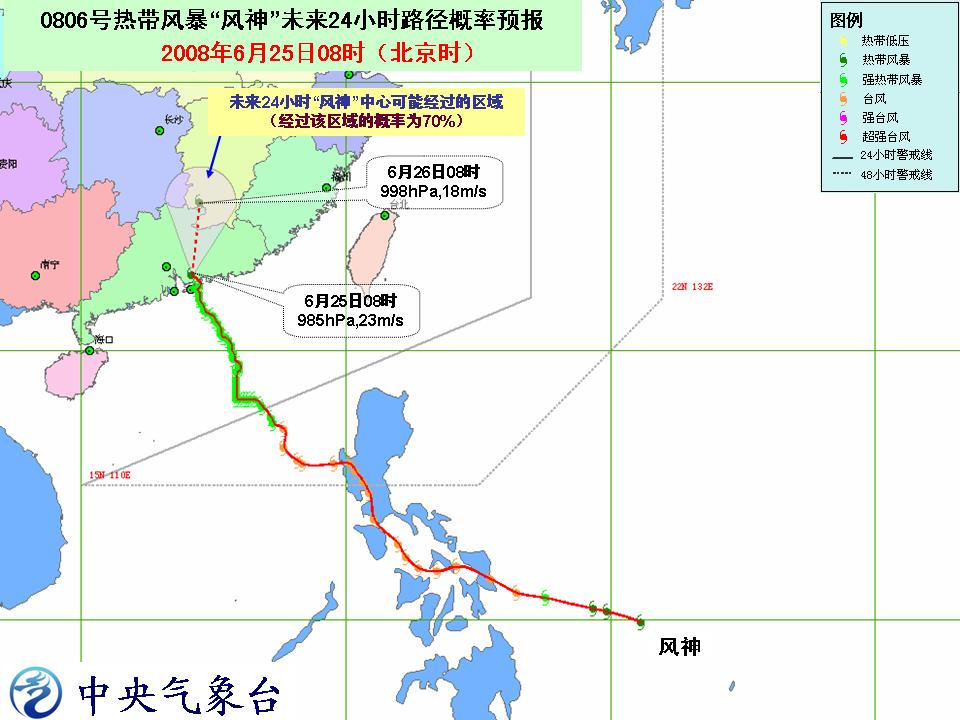 0806号热带风暴“风神”未来24小时路径概率预报
2008年6月25日08时（北京时）
图例
热带低压
热带风暴
强热带风暴
台风
强台风
超强台风
24小时警戒线
48小时警戒线
未来24小时“风神”中心可能经过的区域
（经过该区域的概率为70%）
长沙
6月26日08时
998hPa,18m/s
福州
台北
南宁
6月25日08时
985hPa,23m/s
22N 132E
海口
15N 110E
风神
中央气象台